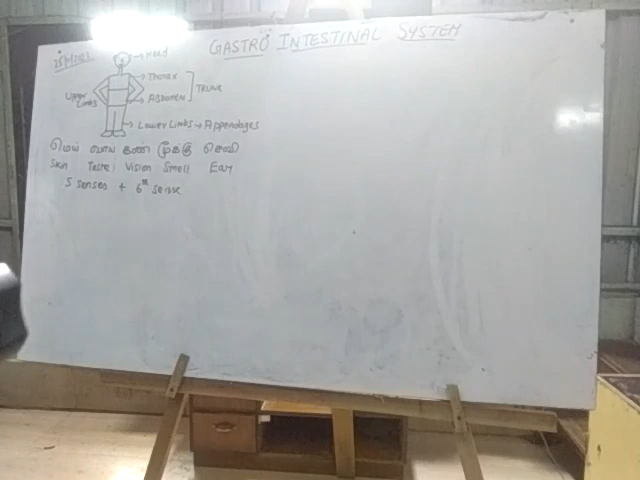 GASTRO INTESTINAL SYSTEM
Head
Thorax
ABDOMEN
TRUNK
Upper Limbs
Lower Limbs → Appendages
மெய் வாய் கண் மூக்கு செவி
Skin Taste Vision Smell Ear
5 senses + 6th sense